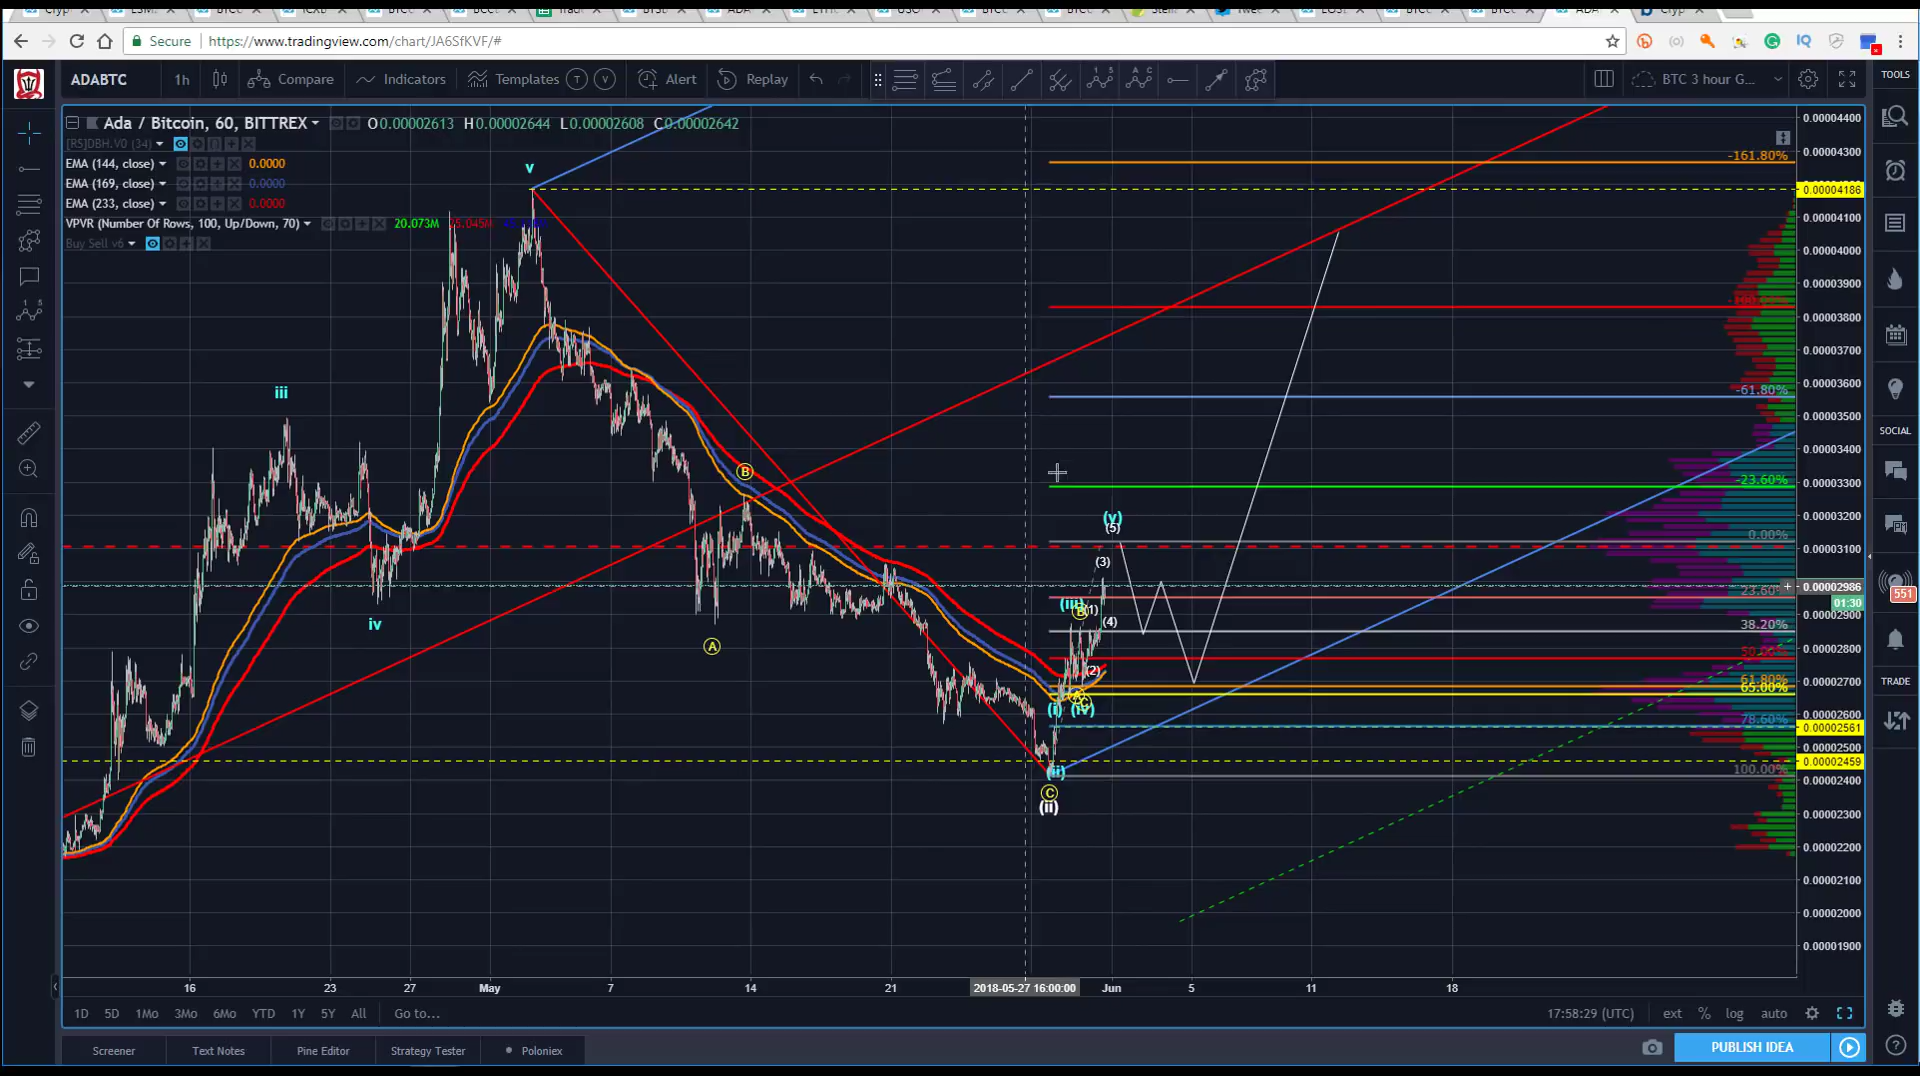 Secure https://www.tradingview.com/chart/JA6SfKVF/#
ADABTC 1h Compare Indicators Templates T V Alert Replay BTC 3 hour G... TOOLS
Ada / Bitcoin, 60, BITTREX O0.00002613 H0.00002644 L0.00002608 C0.00002642
[RS]DBH.V0 (34)
EMA (144, close) 0.0000
EMA (169, close) 0.0000
EMA (233, close) 0.0000
VPVR (Number Of Rows, 100, Up/Down, 70) 20.073M
Buy Sell v6
v
iii
iv
A
B
C
(ii)
(ii)
(i) (iv)
(iii)
B
(1)
(2)
(3)
(4)
(5)
(v)
-161.80%
-100.00%
-61.80%
-23.60%
0.00%
23.60%
38.20%
50.00%
61.80%
65.00%
78.60%
100.00%
0.00004400
0.00004300
0.00004186
0.00004100
0.00004000
0.00003900
0.00003800
0.00003700
0.00003600
0.00003500
0.00003400
0.00003300
0.00003200
0.00003100
0.00002986
01:30
0.00002900
0.00002800
0.00002700
0.00002600
0.00002561
0.00002500
0.00002459
0.00002400
0.00002300
0.00002200
0.00002100
0.00002000
0.00001900
SOCIAL
551
TRADE
16 23 27 May 7 14 21 2018-05-27 16:00:00 Jun 5 11 18
1D 5D 1Mo 3Mo 6Mo YTD 1Y 5Y All Go to... 17:58:29 (UTC) ext % log auto
Screener Text Notes Pine Editor Strategy Tester Poloniex PUBLISH IDEA